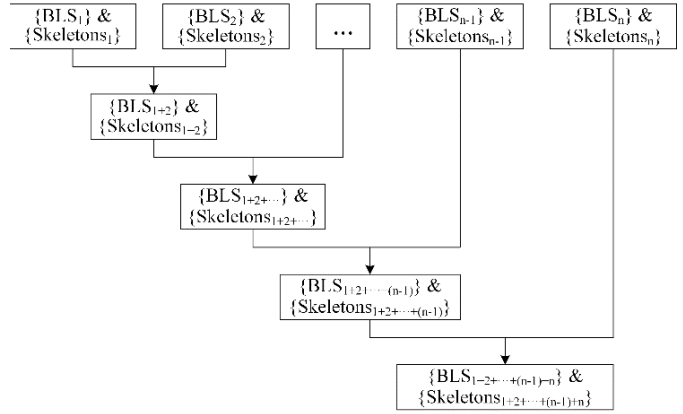 {BLS₁} &
{Skeletons₁}
{BLS₂} &
{Skeletons₂}
...
{BLSₙ₋₁} &
{Skeletonsₙ₋₁}
{BLSₙ} &
{Skeletonsₙ}
{BLS₁₊₂} &
{Skeletons₁₋₂}
{BLS₁₊₂₊...} &
{Skeletons₁₊₂₊...}
{BLS₁₊₂₊...₍ₙ₋₁₎} &
{Skeletons₁₊₂₊...₊₍ₙ₋₁₎}
{BLS₁₋₂₊...₊₍ₙ₋₁₎₋ₙ} &
{Skeletons₁₊₂₊...₊₍ₙ₋₁₎₊ₙ}